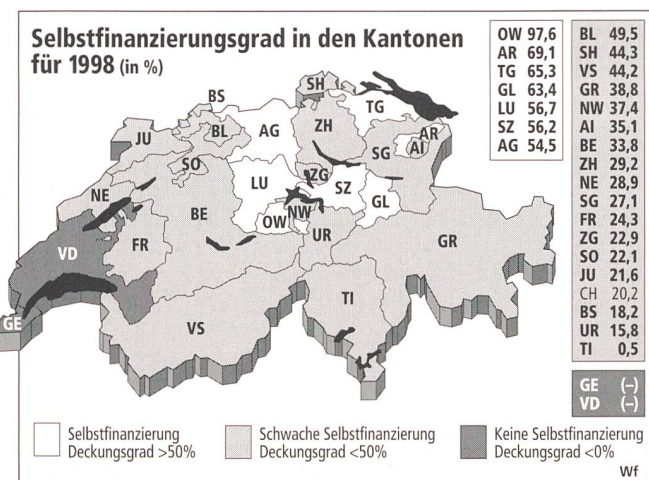 Selbstfinanzierungsgrad in den Kantonen
für 1998 (in %)
OW 97,6
AR 69,1
TG 65,3
GL 63,4
LU 56,7
SZ 56,2
AG 54,5
BL 49,5
SH 44,3
VS 44,2
GR 38,8
NW 37,4
AI 35,1
BE 33,8
ZH 29,2
NE 28,9
SG 27,1
FR 24,3
ZG 22,9
SO 22,1
JU 21,6
CH 20,2
BS 18,2
UR 15,8
TI 0,5
GE (–)
VD (–)
SH
BS
TG
BL
AG
ZH
JU
AR
SO
SG
AI
LU
ZG
SZ
NE
BE
NW
GL
OW
FR
UR
GR
VD
TI
GE
VS
Selbstfinanzierung
Deckungsgrad >50%
Schwache Selbstfinanzierung
Deckungsgrad <50%
Keine Selbstfinanzierung
Deckungsgrad <0%
Wf